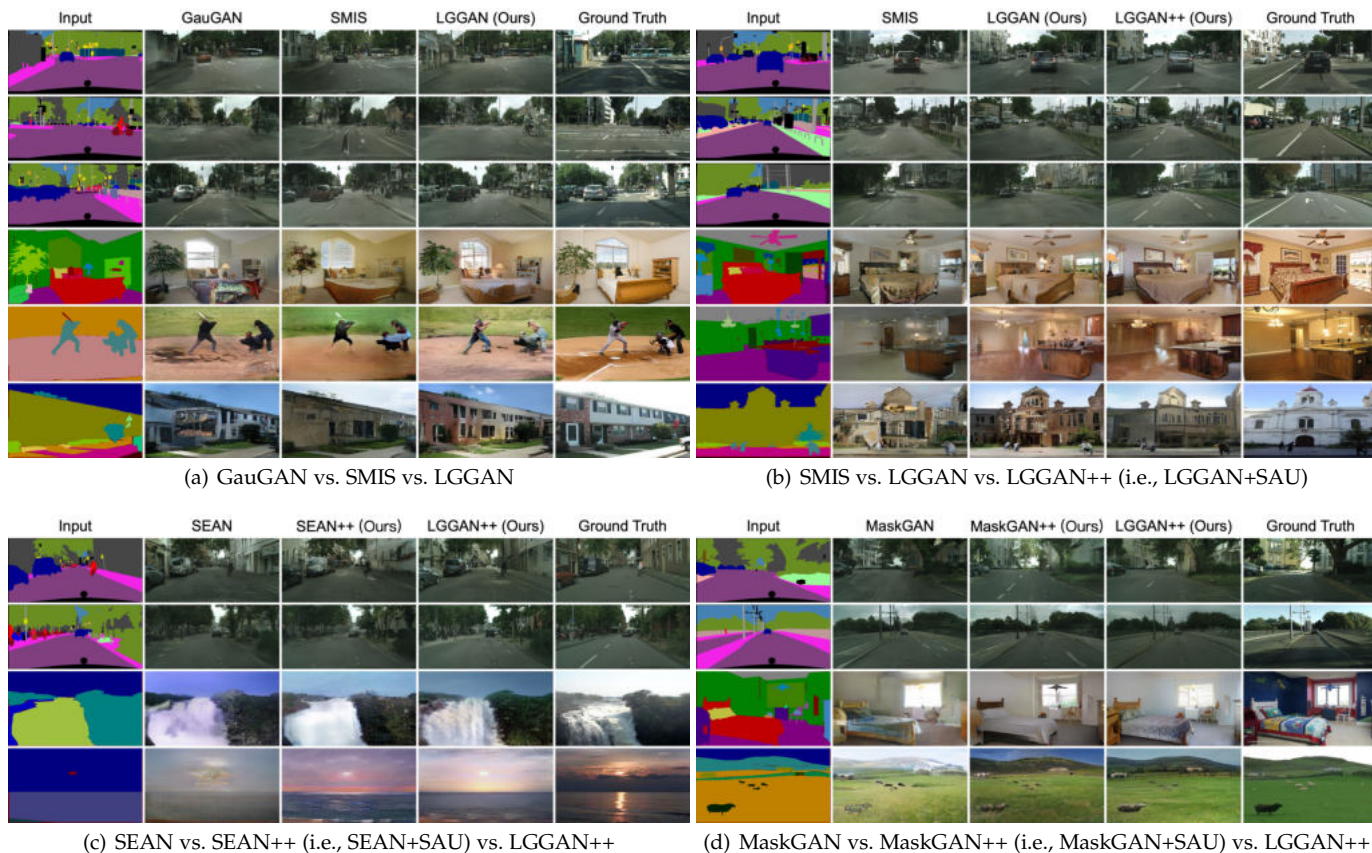 Input GauGAN SMIS LGGAN (Ours) Ground Truth
(a) GauGAN vs. SMIS vs. LGGAN
Input SMIS LGGAN (Ours) LGGAN++ (Ours) Ground Truth
(b) SMIS vs. LGGAN vs. LGGAN++ (i.e., LGGAN+SAU)
Input SEAN SEAN++ (Ours) LGGAN++ (Ours) Ground Truth
(c) SEAN vs. SEAN++ (i.e., SEAN+SAU) vs. LGGAN++
Input MaskGAN MaskGAN++ (Ours) LGGAN++ (Ours) Ground Truth
(d) MaskGAN vs. MaskGAN++ (i.e., MaskGAN+SAU) vs. LGGAN++